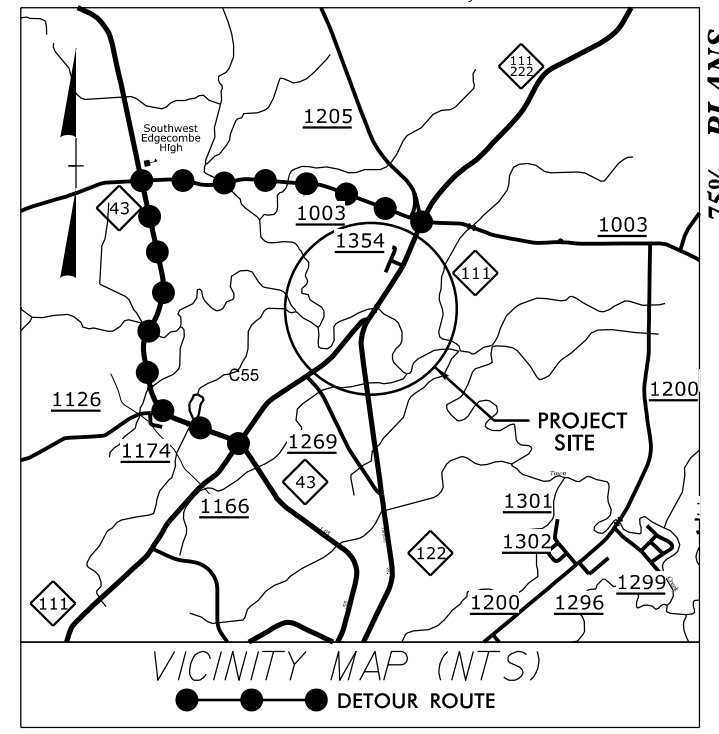 75% PLANS
111
222
1205
Southwest
Edgecombe
High
43
1003
1354
1003
111
1200
C55
1126
PROJECT
SITE
1174
1269
43
1166
1301
1302
122
1299
111
1200
1296
VICINITY MAP (NTS)
DETOUR ROUTE